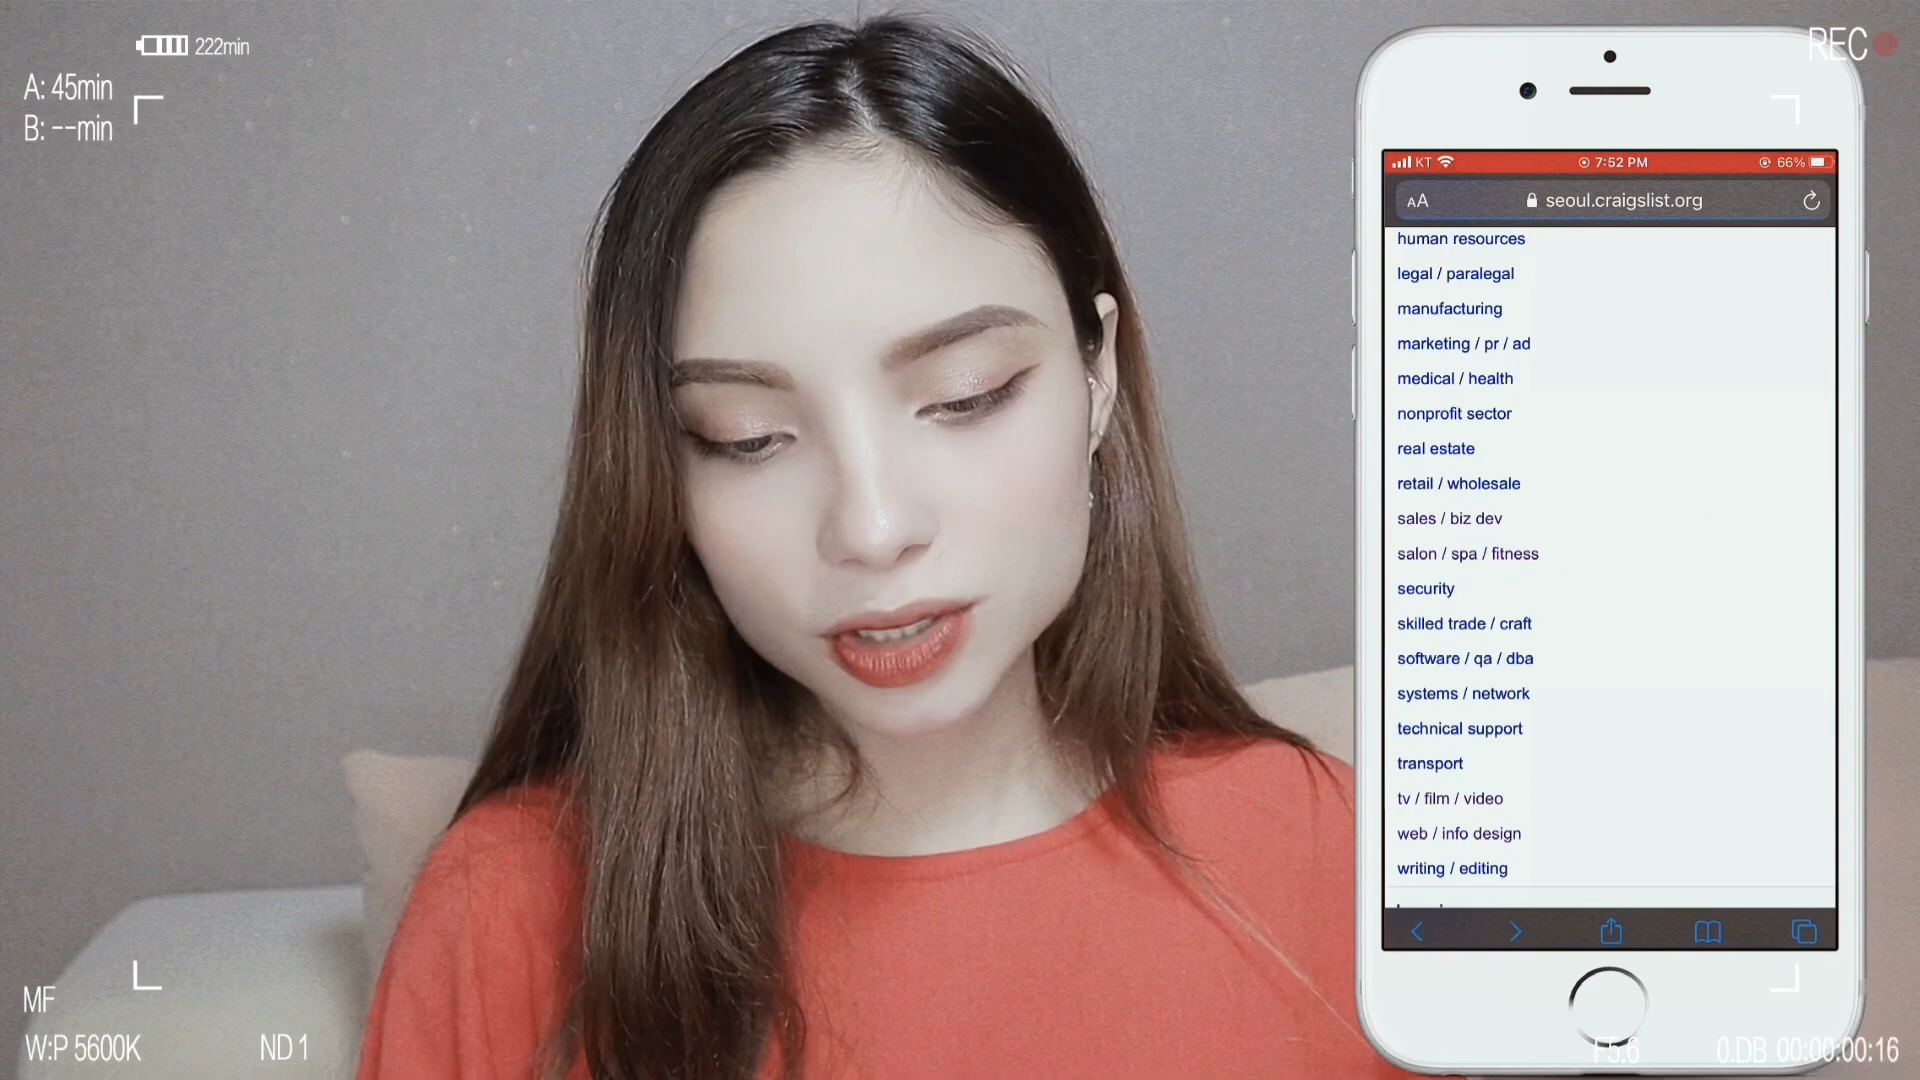 222min
REC
A: 45min
B: --min
KT
7:52 PM
66%
AA
seoul.craigslist.org
human resources
legal / paralegal
manufacturing
marketing / pr / ad
medical / health
nonprofit sector
real estate
retail / wholesale
sales / biz dev
salon / spa / fitness
security
skilled trade / craft
software / qa / dba
systems / network
technical support
transport
tv / film / video
web / info design
writing / editing
MF
W:P 5600K
ND 1
F5.6
0.DB 00:00:00:16